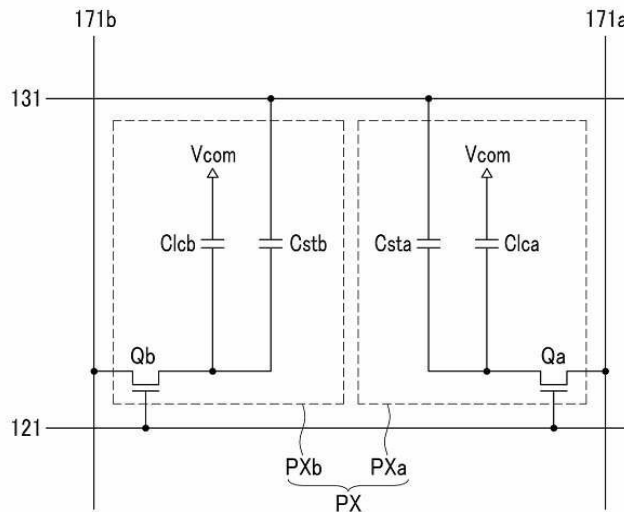 171b 171a
131
Vcom Vcom
Clcb Cstb Csta Clca
Qb Qa
121
PXb PXa
PX